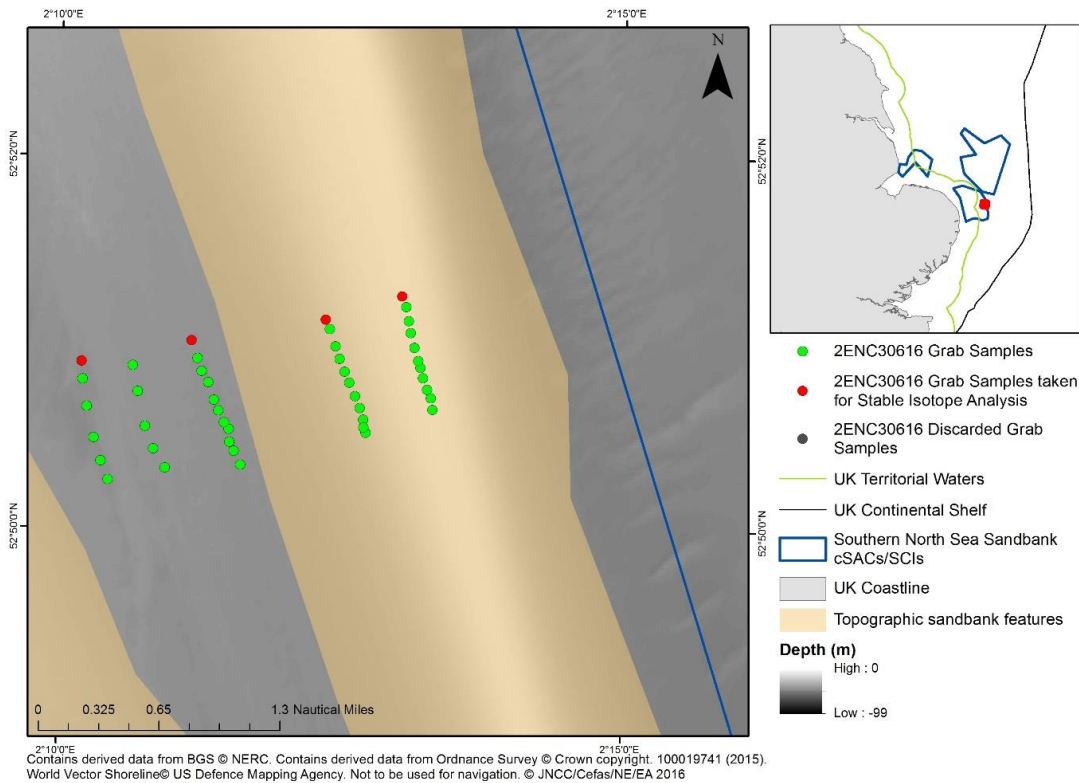 2°10'0"E
2°15'0"E
N
52°52'0"N
52°52'0"N
52°50'0"N
52°50'0"N
0 0.325 0.65 1.3 Nautical Miles
2°10'0"E
2°15'0"E
2ENC30616 Grab Samples
2ENC30616 Grab Samples taken
for Stable Isotope Analysis
2ENC30616 Discarded Grab
Samples
UK Territorial Waters
UK Continental Shelf
Southern North Sea Sandbank
cSACs/SCIs
UK Coastline
Topographic sandbank features
Depth (m)
High : 0
Low : -99
Contains derived data from BGS © NERC. Contains derived data from Ordnance Survey © Crown copyright. 100019741 (2015).
World Vector Shoreline© US Defence Mapping Agency. Not to be used for navigation. © JNCC/Cefas/NE/EA 2016